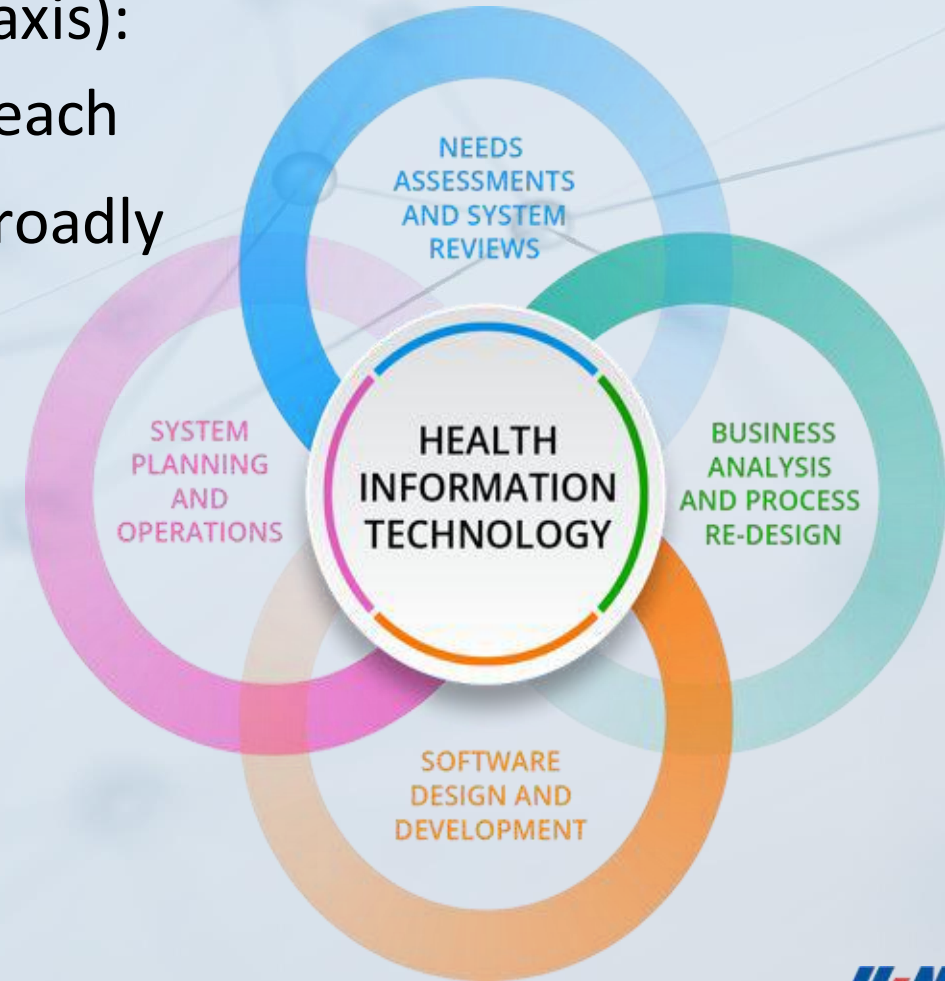 axis):
each
roadly
NEEDS
ASSESSMENTS
AND SYSTEM
REVIEWS
SYSTEM
PLANNING
AND
OPERATIONS
HEALTH
INFORMATION
TECHNOLOGY
BUSINESS
ANALYSIS
AND PROCESS
RE-DESIGN
SOFTWARE
DESIGN AND
DEVELOPMENT